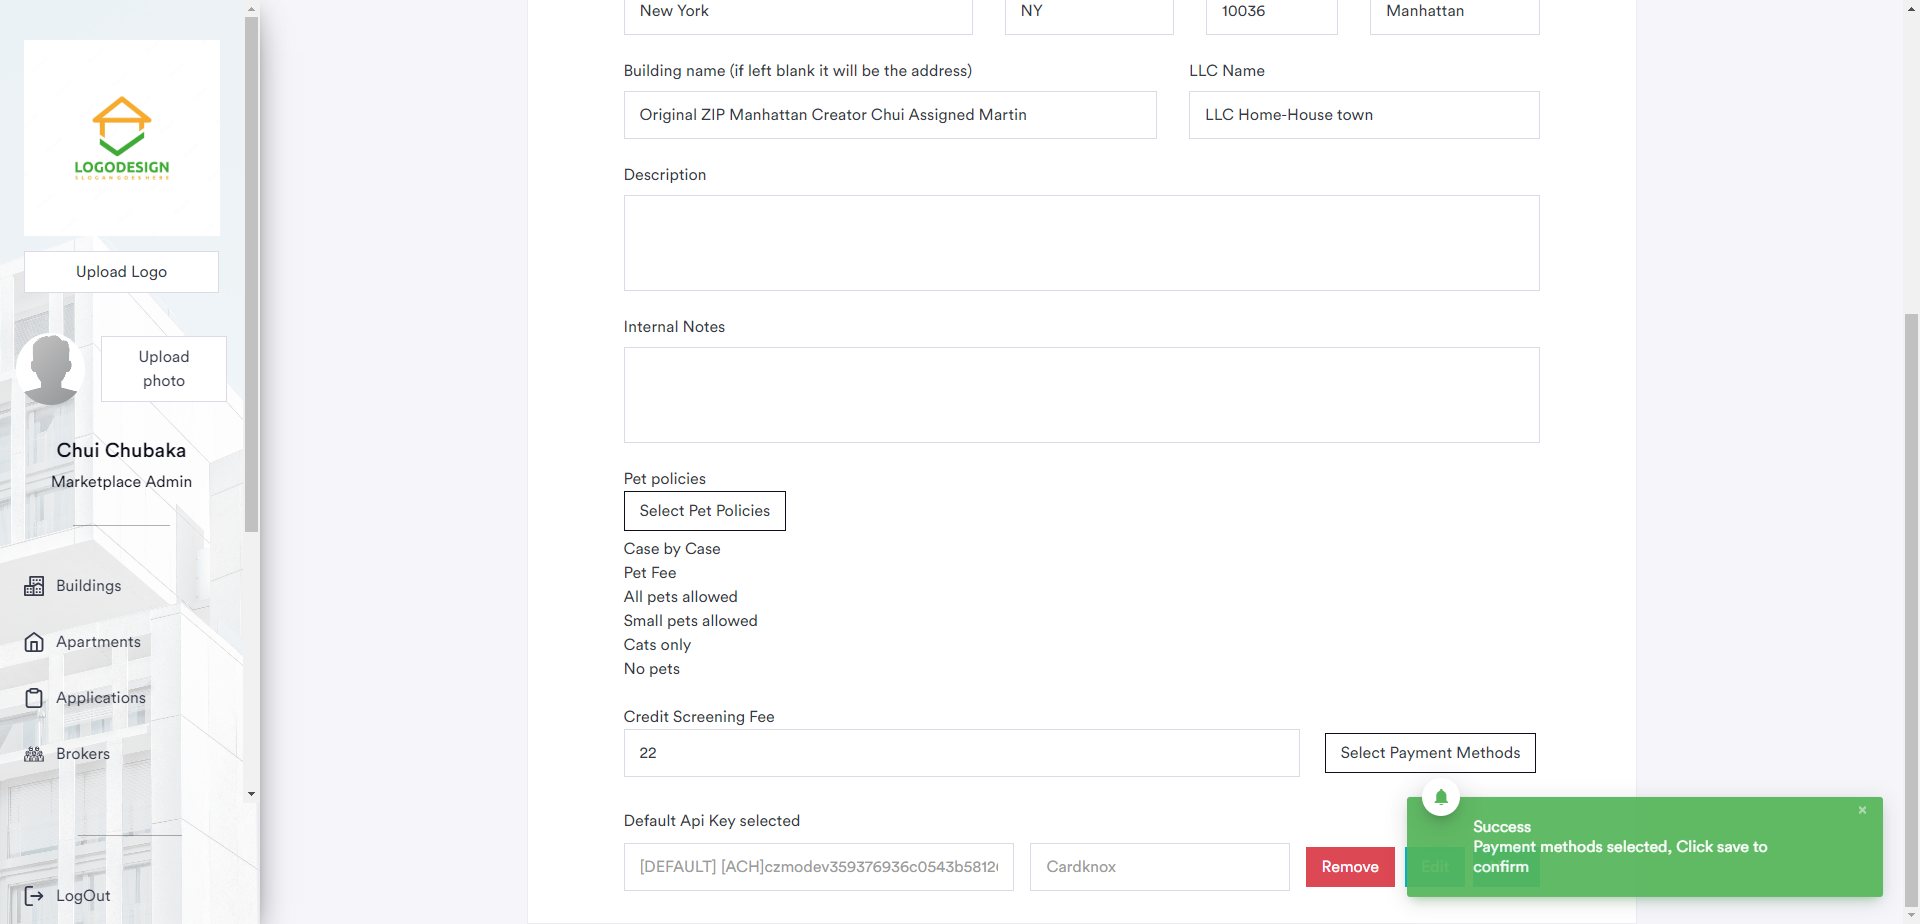 LOGODESIGN
SLOGAN GOES HERE
Upload Logo
Upload
photo
Chui Chubaka
Marketplace Admin
Buildings
Apartments
Applications
Brokers
LogOut
New York
NY
10036
Manhattan
Building name (if left blank it will be the address)
LLC Name
Original ZIP Manhattan Creator Chui Assigned Martin
LLC Home-House town
Description
Internal Notes
Pet policies
Select Pet Policies
Case by Case
Pet Fee
All pets allowed
Small pets allowed
Cats only
No pets
Credit Screening Fee
22
Select Payment Methods
Default Api Key selected
[DEFAULT] [ACH]czmodev359376936c0543b5812
Cardknox
Remove
Edit
Success
Payment methods selected, Click save to
confirm
×